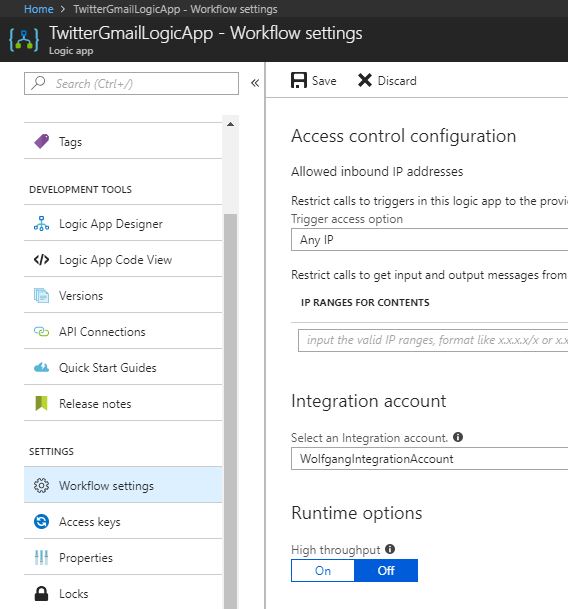 Home > TwitterGmailLogicApp - Workflow settings
TwitterGmailLogicApp - Workflow settings
Logic app
Search (Ctrl+/)
«
Tags
DEVELOPMENT TOOLS
Logic App Designer
Logic App Code View
Versions
API Connections
Quick Start Guides
Release notes
SETTINGS
Workflow settings
Access keys
Properties
Locks
Save
Discard
Access control configuration
Allowed inbound IP addresses
Restrict calls to triggers in this logic app to the provi
Trigger access option
Any IP
Restrict calls to get input and output messages from
IP RANGES FOR CONTENTS
input the valid IP ranges, format like x.x.x.x/x or x.x
Integration account
Select an Integration account.
WolfgangIntegrationAccount
Runtime options
High throughput
On Off